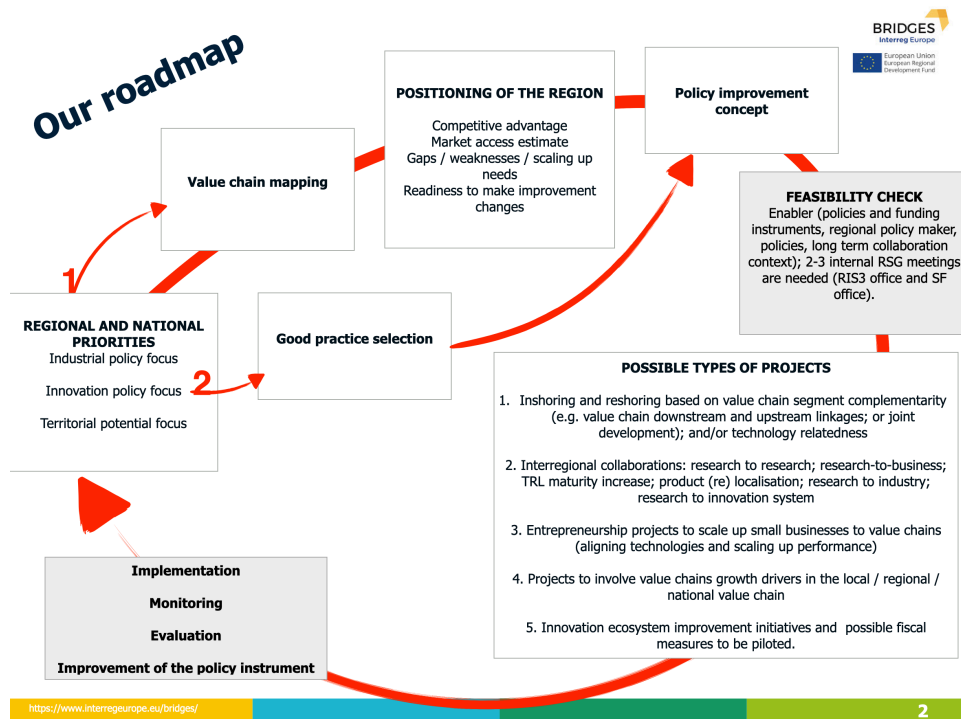 Our roadmap
BRIDGES
Interreg Europe
European Union
European Regional
Development Fund
POSITIONING OF THE REGION
Competitive advantage
Market access estimate
Gaps / weaknesses / scaling up
needs
Readiness to make improvement
changes
Policy improvement
concept
Value chain mapping
FEASIBILITY CHECK
Enabler (policies and funding
instruments, regional policy maker,
policies, long term collaboration
context); 2-3 internal RSG meetings
are needed (RIS3 office and SF
office).
1
REGIONAL AND NATIONAL
PRIORITIES
Industrial policy focus
Innovation policy focus
Territorial potential focus
2
Good practice selection
POSSIBLE TYPES OF PROJECTS
1. Inshoring and reshoring based on value chain segment complementarity
(e.g. value chain downstream and upstream linkages; or joint
development); and/or technology relatedness
2. Interregional collaborations: research to research; research-to-business;
TRL maturity increase; product (re) localisation; research to industry;
research to innovation system
3. Entrepreneurship projects to scale up small businesses to value chains
(aligning technologies and scaling up performance)
4. Projects to involve value chains growth drivers in the local / regional /
national value chain
5. Innovation ecosystem improvement initiatives and possible fiscal
measures to be piloted.
Implementation
Monitoring
Evaluation
Improvement of the policy instrument
https://www.interregeurope.eu/bridges/
2